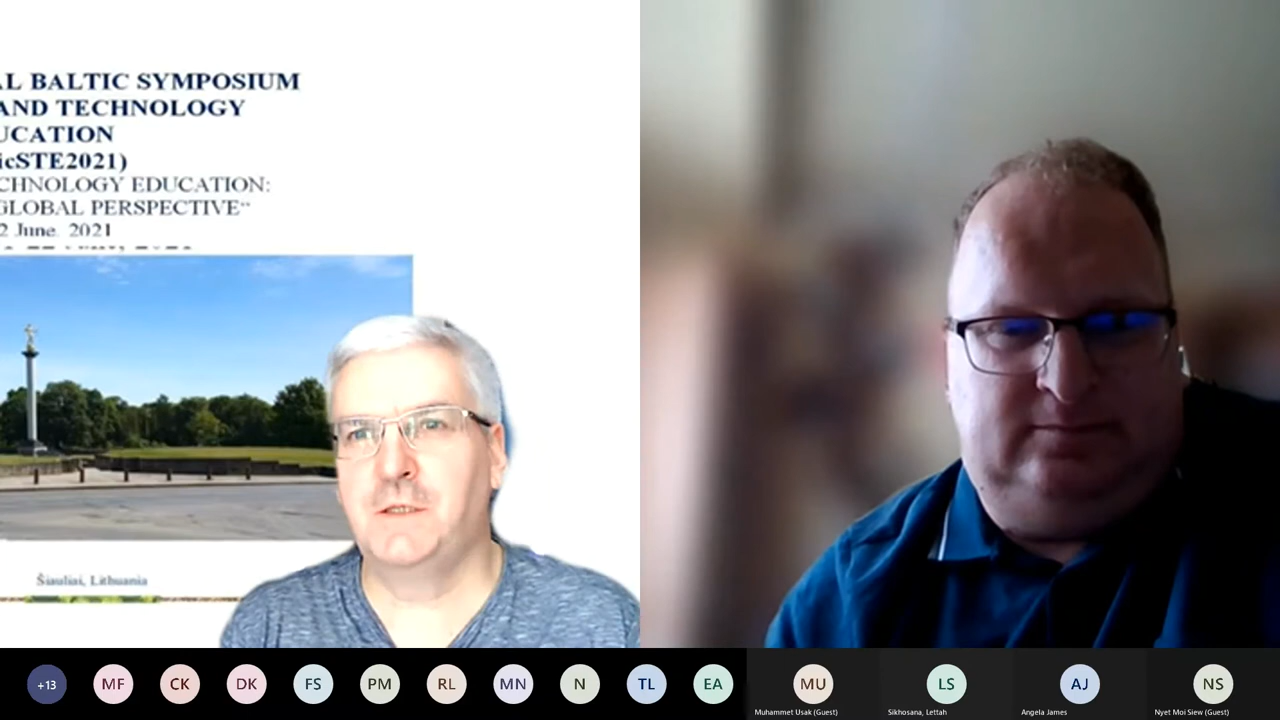 AL BALTIC SYMPOSIUM
AND TECHNOLOGY
UCATION
icSTE2021)
CHNOLOGY EDUCATION:
GLOBAL PERSPECTIVE“
2 June, 2021
Šiauliai, Lithuania
+13
MF
CK
DK
FS
PM
RL
MN
N
TL
EA
MU
LS
AJ
NS
Muhammet Usak (Guest)
Sikhosana, Lettah
Angela James
Nyet Moi Siew (Guest)